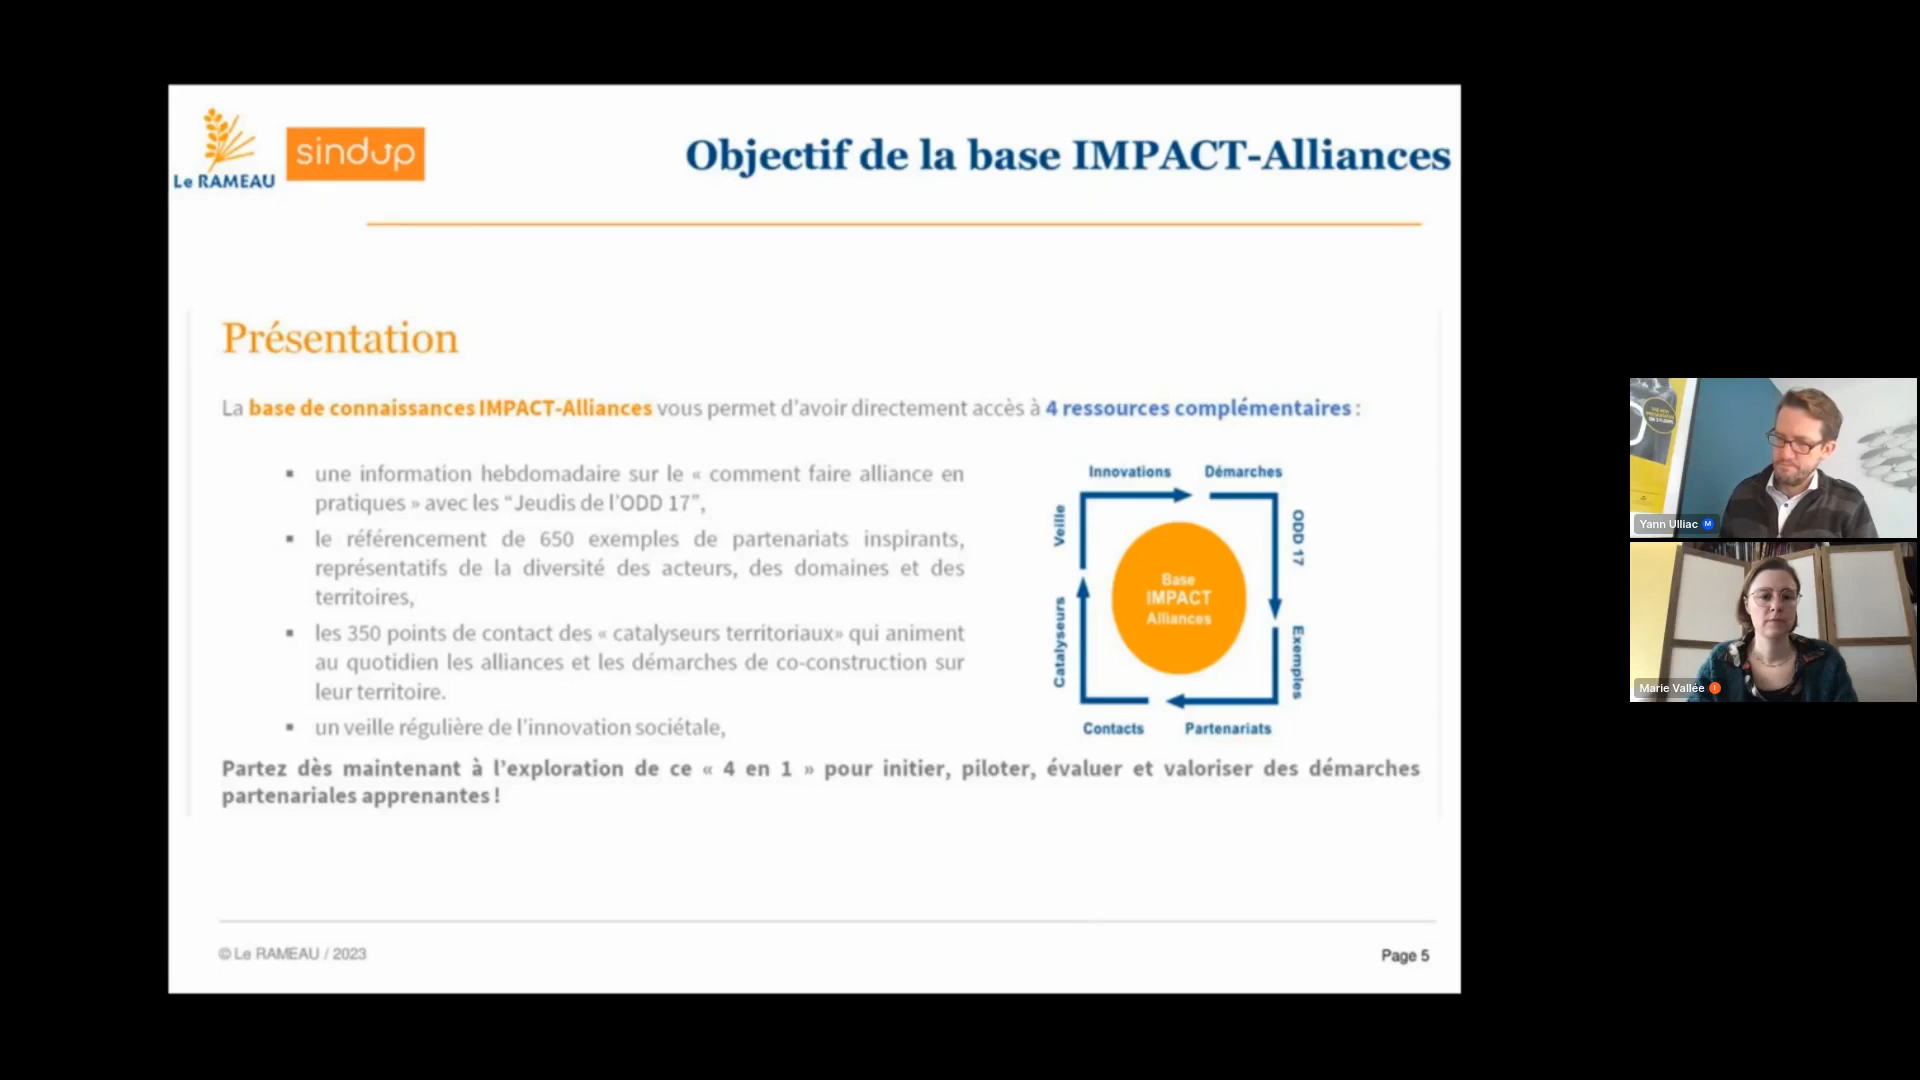 Le RAMEAU
sindup
Objectif de la base IMPACT-Alliances
Présentation
La base de connaissances IMPACT-Alliances vous permet d'avoir directement accès à 4 ressources complémentaires :
▪ une information hebdomadaire sur le « comment faire alliance en
pratiques » avec les “Jeudis de l'ODD 17”,
▪ le référencement de 650 exemples de partenariats inspirants,
représentatifs de la diversité des acteurs, des domaines et des
territoires,
▪ les 350 points de contact des « catalyseurs territoriaux» qui animent
au quotidien les alliances et les démarches de co-construction sur
leur territoire.
▪ un veille régulière de l'innovation sociétale,
Innovations
Démarches
ODD 17
Exemples
Partenariats
Contacts
Catalyseurs
Veille
Base
IMPACT
Alliances
Partez dès maintenant à l'exploration de ce « 4 en 1 » pour initier, piloter, évaluer et valoriser des démarches
partenariales apprenantes !
© Le RAMEAU / 2023
Page 5
Yann Ulliac M
Marie Vallée